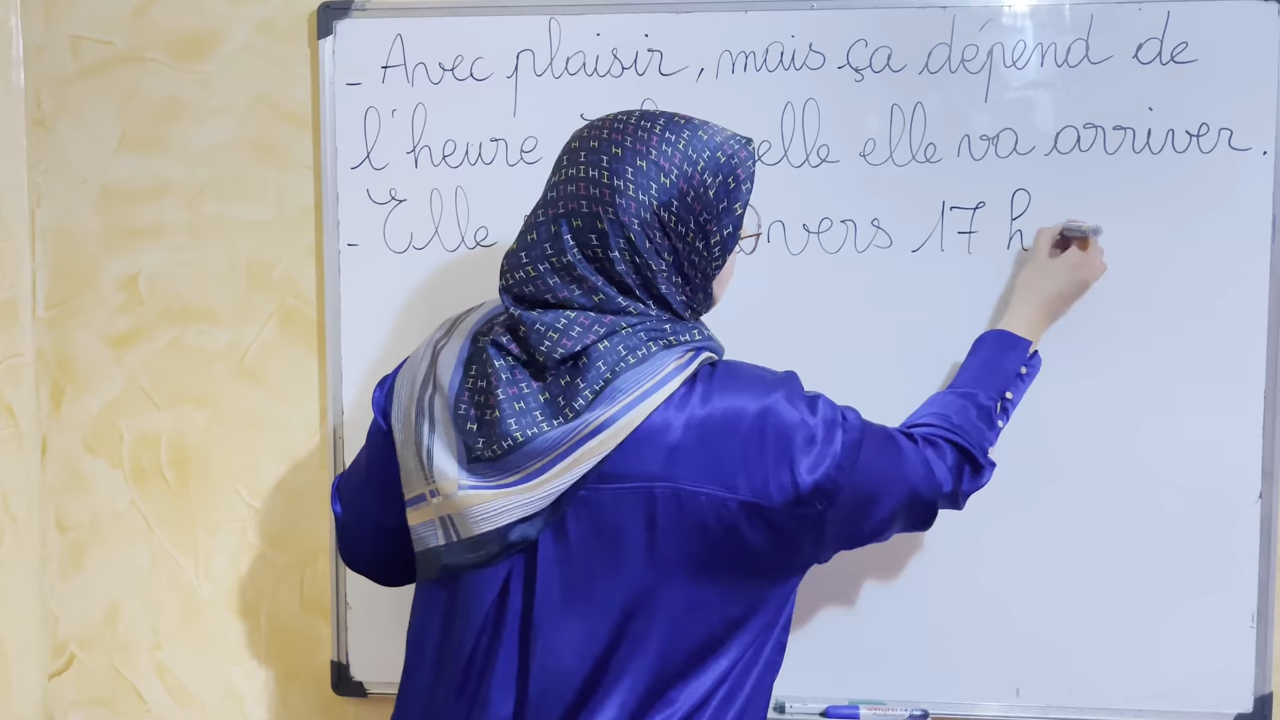 - Avec plaisir, mais ça dépend de
l'heure elle va arriver.
- Elle vers 17 h